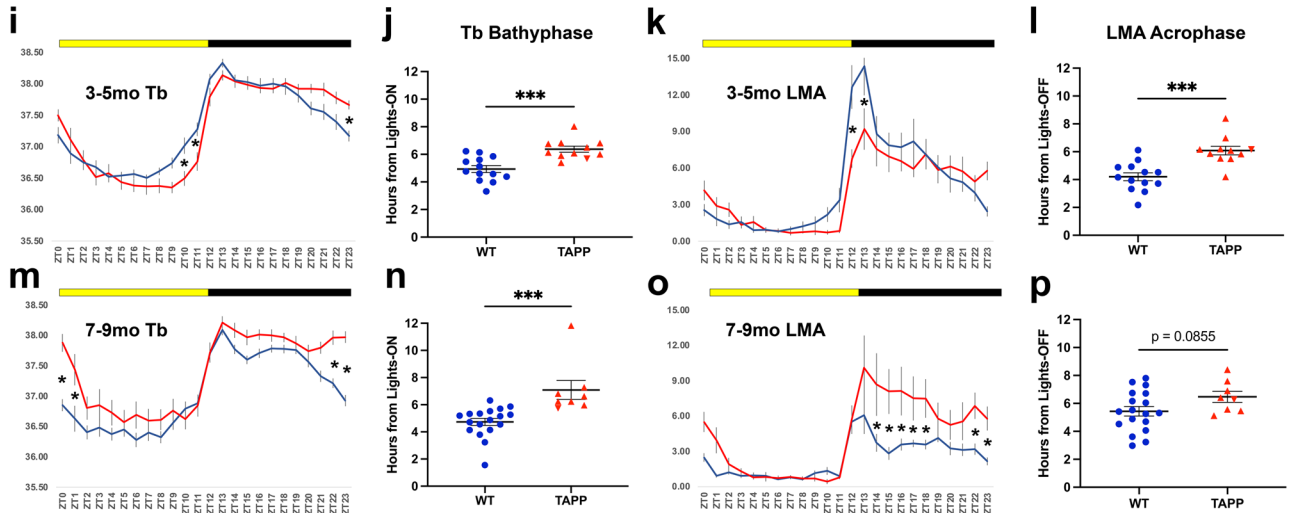 i
38.50
38.00
37.50
37.00
36.50
36.00
35.50
3-5mo Tb
*
*
*
ZT0 ZT1 ZT2 ZT3 ZT4 ZT5 ZT6 ZT7 ZT8 ZT9 ZT10 ZT11 ZT12 ZT13 ZT14 ZT15 ZT16 ZT17 ZT18 ZT19 ZT20 ZT21 ZT22 ZT23
j
Tb Bathyphase
Hours from Lights-ON
12
10
8
6
4
2
0
***
WT TAPP
k
15.00
12.00
9.00
6.00
3.00
0.00
3-5mo LMA
*
*
ZT0 ZT1 ZT2 ZT3 ZT4 ZT5 ZT6 ZT7 ZT8 ZT9 ZT10 ZT11 ZT12 ZT13 ZT14 ZT15 ZT16 ZT17 ZT18 ZT19 ZT20 ZT21 ZT22 ZT23
l
LMA Acrophase
Hours from Lights-OFF
12
10
8
6
4
2
0
***
WT TAPP
m
38.50
38.00
37.50
37.00
36.50
36.00
35.50
7-9mo Tb
* * * *
ZT0 ZT1 ZT2 ZT3 ZT4 ZT5 ZT6 ZT7 ZT8 ZT9 ZT10 ZT11 ZT12 ZT13 ZT14 ZT15 ZT16 ZT17 ZT18 ZT19 ZT20 ZT21 ZT22 ZT23
n
Hours from Lights-ON
12
10
8
6
4
2
0
***
WT TAPP
o
15.00
12.00
9.00
6.00
3.00
0.00
7-9mo LMA
* * * * * * *
ZT0 ZT1 ZT2 ZT3 ZT4 ZT5 ZT6 ZT7 ZT8 ZT9 ZT10 ZT11 ZT12 ZT13 ZT14 ZT15 ZT16 ZT17 ZT18 ZT19 ZT20 ZT21 ZT22 ZT23
p
Hours from Lights-OFF
12
10
8
6
4
2
0
p = 0.0855
WT TAPP